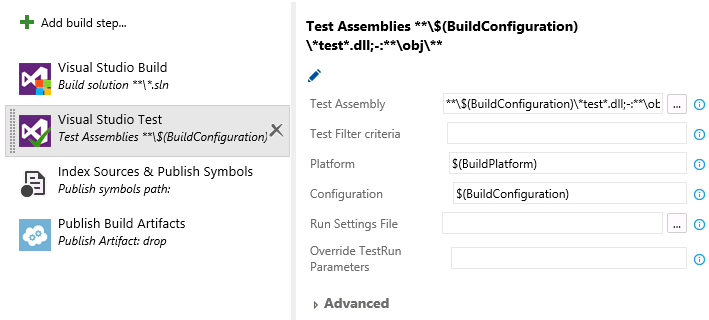 Add build step...
Visual Studio Build
Build solution **\*.sln
Visual Studio Test
Test Assemblies **\$(BuildConfiguration)
Index Sources & Publish Symbols
Publish symbols path:
Publish Build Artifacts
Publish Artifact: drop
Test Assemblies **\$(BuildConfiguration)
\*test*.dll;-:**\obj\**
Test Assembly
**\$(BuildConfiguration)\*test*.dll;-:**\ob
...
Test Filter criteria
Platform
$(BuildPlatform)
Configuration
$(BuildConfiguration)
Run Settings File
...
Override TestRun
Parameters
Advanced